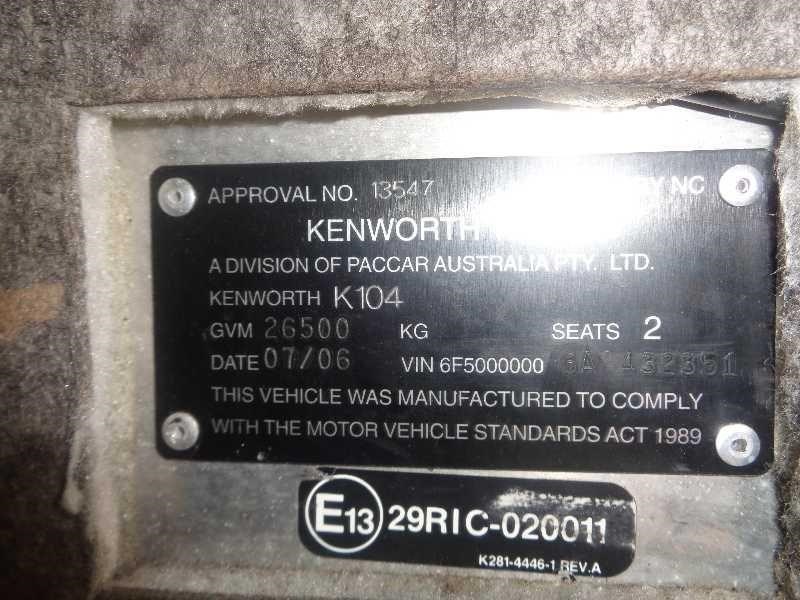 APPROVAL NO. 13547 NC
KENWORTH
A DIVISION OF PACCAR AUSTRALIA PTY. LTD.
KENWORTH K104
GVM 26500 KG SEATS 2
DATE 07/06 VIN 6F5000000
THIS VEHICLE WAS MANUFACTURED TO COMPLY
WITH THE MOTOR VEHICLE STANDARDS ACT 1989
E13 29RIC-020011
K281-4446-1 REV.A